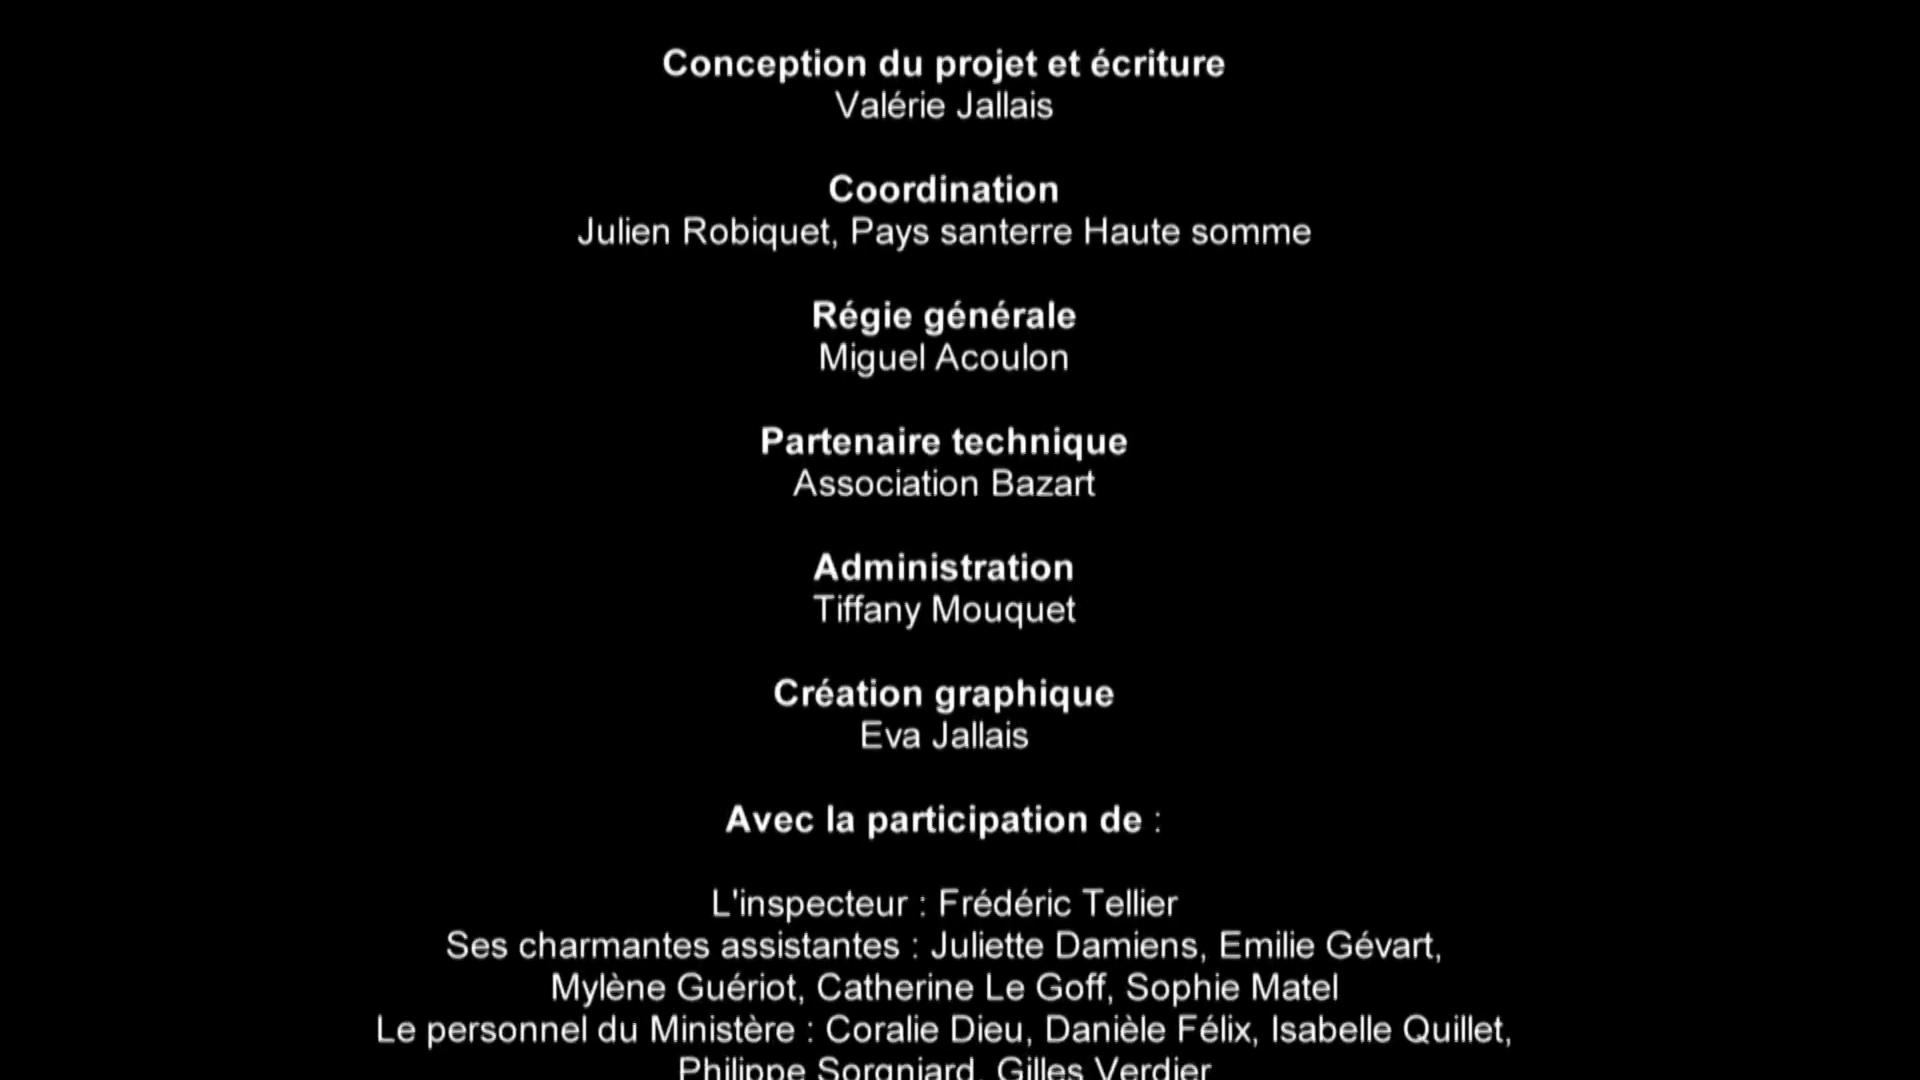 Conception du projet et écriture
Valérie Jallais
Coordination
Julien Robiquet, Pays santerre Haute somme
Régie générale
Miguel Acoulon
Partenaire technique
Association Bazart
Administration
Tiffany Mouquet
Création graphique
Eva Jallais
Avec la participation de :
L'inspecteur : Frédéric Tellier
Ses charmantes assistantes : Juliette Damiens, Emilie Gévart,
Mylène Guériot, Catherine Le Goff, Sophie Matel
Le personnel du Ministère : Coralie Dieu, Danièle Félix, Isabelle Quillet,
Philippe Sorgniard, Gilles Verdier